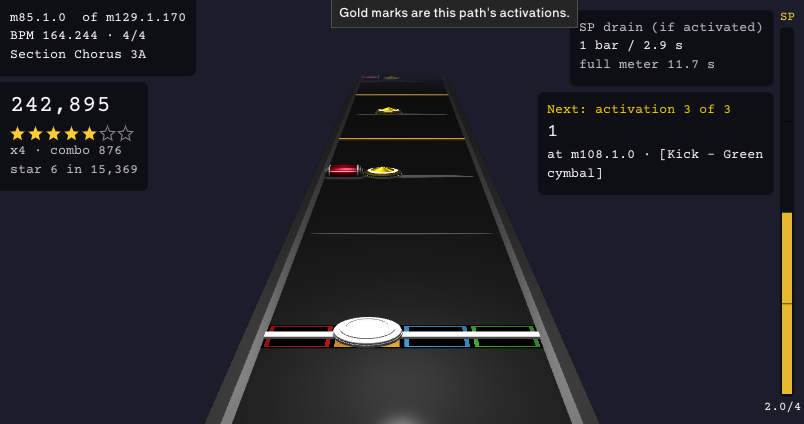 Gold marks are this path's activations.
m85.1.0 of m129.1.170
BPM 164.244 · 4/4
Section Chorus 3A
242,895
x4 · combo 876
star 6 in 15,369
SP drain (if activated)
1 bar / 2.9 s
full meter 11.7 s
Next: activation 3 of 3
1
at m108.1.0 · [Kick - Green
cymbal]
SP
2.0/4